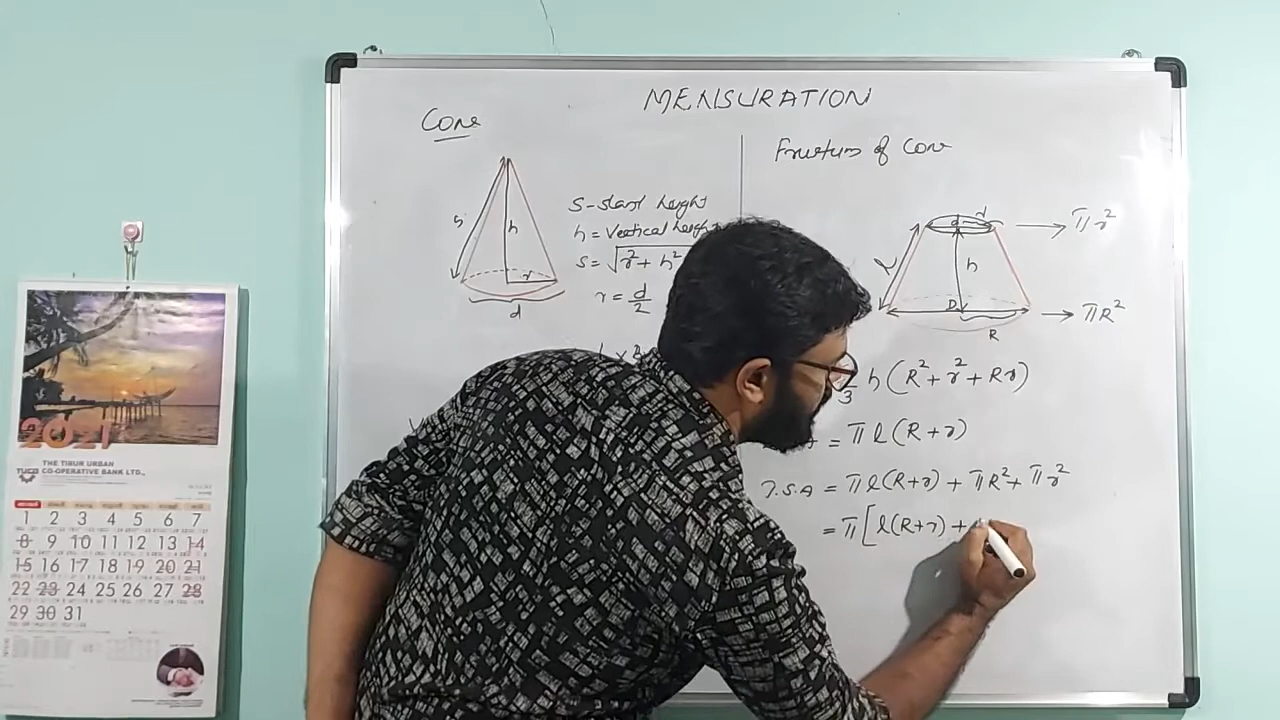 MENSURATION
Cone
S
h
r
d
S-slant height
h = Vertical height
S = √r² + h²
r = d/2
Frustum of Cone
d
r
l
h
D
R
πr²
πR²
3 h (R² + r² + Rr)
= π l (R + r)
T.S.A = π l (R+r) + πR² + πr²
= π [ l (R+r) +
2021
THE TIRUR URBAN
CO-OPERATIVE BANK LTD.,
TUCB
1 2 3 4 5 6 7
8 9 10 11 12 13 14
15 16 17 18 19 20 21
22 23 24 25 26 27 28
29 30 31